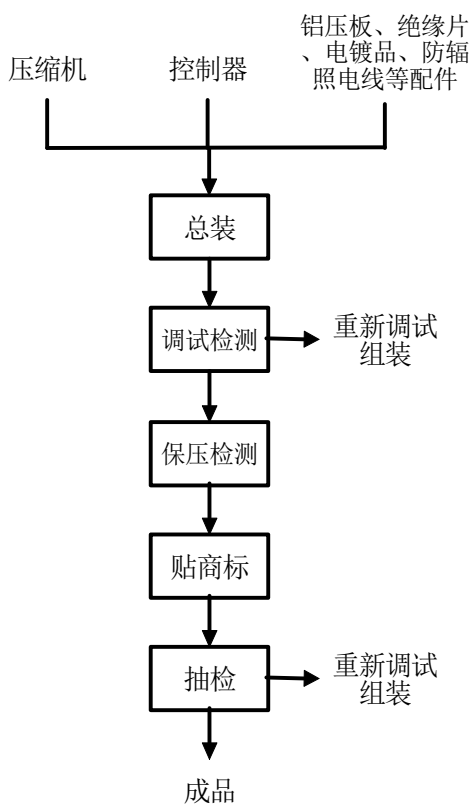 压缩机
控制器
铝压板、绝缘片
、电镀品、防辐
照电线等配件
总装
调试检测
重新调试
组装
保压检测
贴商标
抽检
重新调试
组装
成品